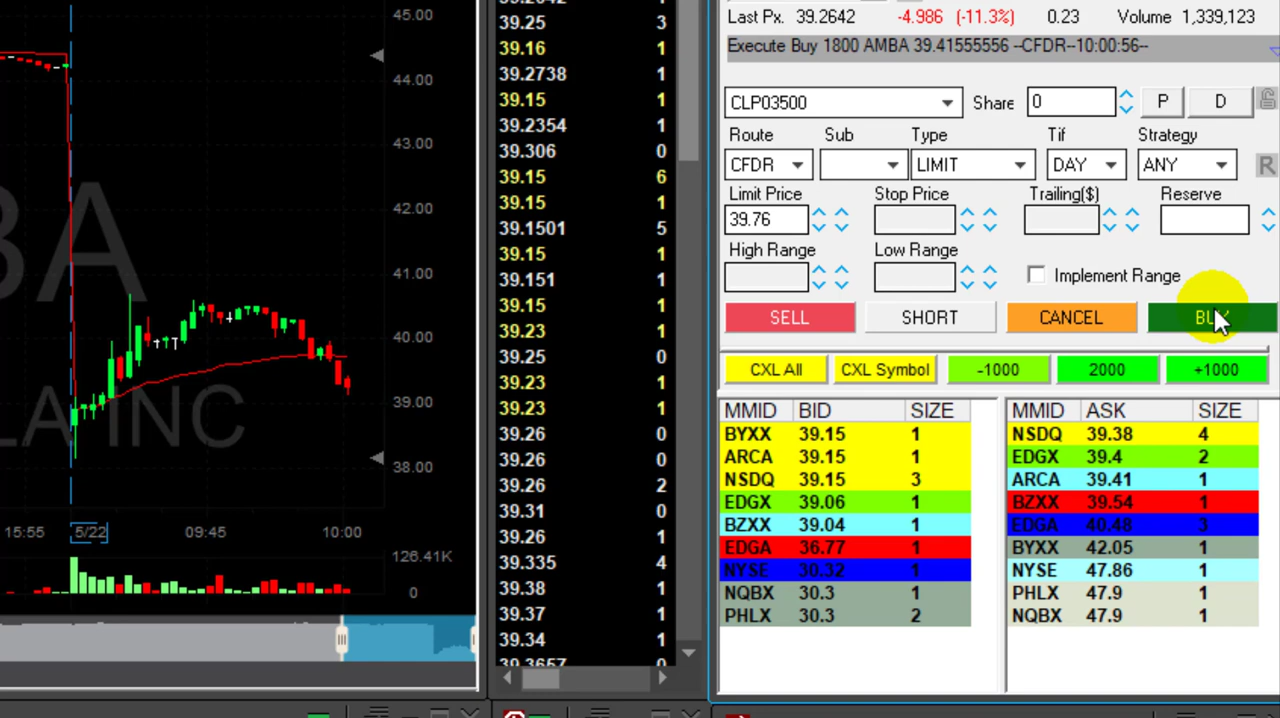 45.00
44.00
43.00
42.00
41.00
40.00
39.00
38.00
BA
LA INC
15:55 5/22 09:45 10:00
126.41K
0
39.25 3
39.16 1
39.2738 1
39.15 1
39.2354 1
39.306 0
39.15 6
39.15 1
39.1501 5
39.15 1
39.151 1
39.15 1
39.23 1
39.25 0
39.23 1
39.23 1
39.26 0
39.26 0
39.26 2
39.31 0
39.26 1
39.335 4
39.38 1
39.37 1
39.34 1
39.3657 0
Last Px. 39.2642 -4.986 (-11.3%) 0.23 Volume 1,339,123
Execute Buy 1800 AMBA 39.41555556 --CFDR--10:00:56--
CLP03500 Share 0 P D
Route Sub Type Tif Strategy
CFDR LIMIT DAY ANY R
Limit Price Stop Price Trailing($) Reserve
39.76
High Range Low Range
Implement Range
SELL SHORT CANCEL BUY
CXL All CXL Symbol -1000 2000 +1000
MMID BID SIZE MMID ASK SIZE
BYXX 39.15 1 NSDQ 39.38 4
ARCA 39.15 1 EDGX 39.4 2
NSDQ 39.15 3 ARCA 39.41 1
EDGX 39.06 1 BZXX 39.54 1
BZXX 39.04 1 EDGA 40.48 3
EDGA 36.77 1 BYXX 42.05 1
NYSE 30.32 1 NYSE 47.86 1
NQBX 30.3 1 PHLX 47.9 1
PHLX 30.3 2 NQBX 47.9 1